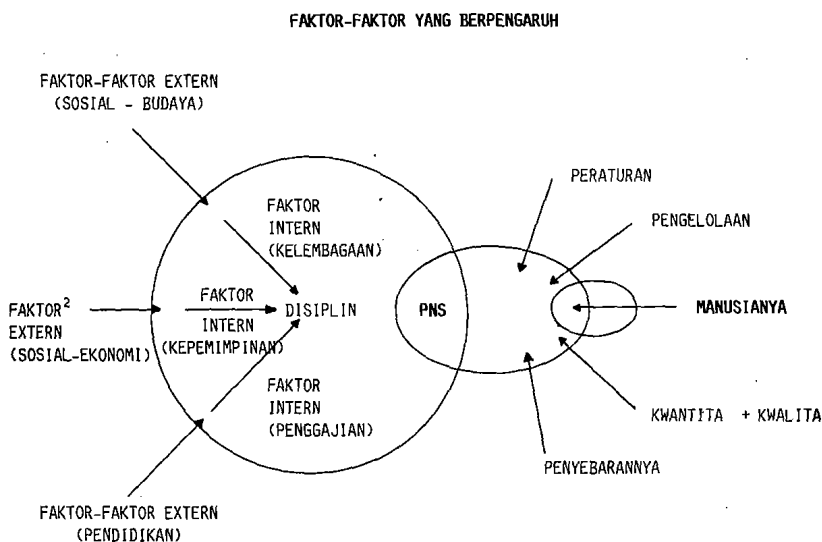 FAKTOR-FAKTOR YANG BERPENGARUH
FAKTOR-FAKTOR EXTERN
(SOSIAL - BUDAYA)
FAKTOR
INTERN
(KELEMBAGAAN)
FAKTOR²
EXTERN
(SOSIAL-EKONOMI)
FAKTOR
INTERN
(KEPEMIMPINAN)
DISIPLIN
FAKTOR
INTERN
(PENGGAJIAN)
FAKTOR-FAKTOR EXTERN
(PENDIDIKAN)
PNS
PERATURAN
PENGELOLAAN
MANUSIANYA
KWANTITA + KWALITA
PENYEBARANNYA